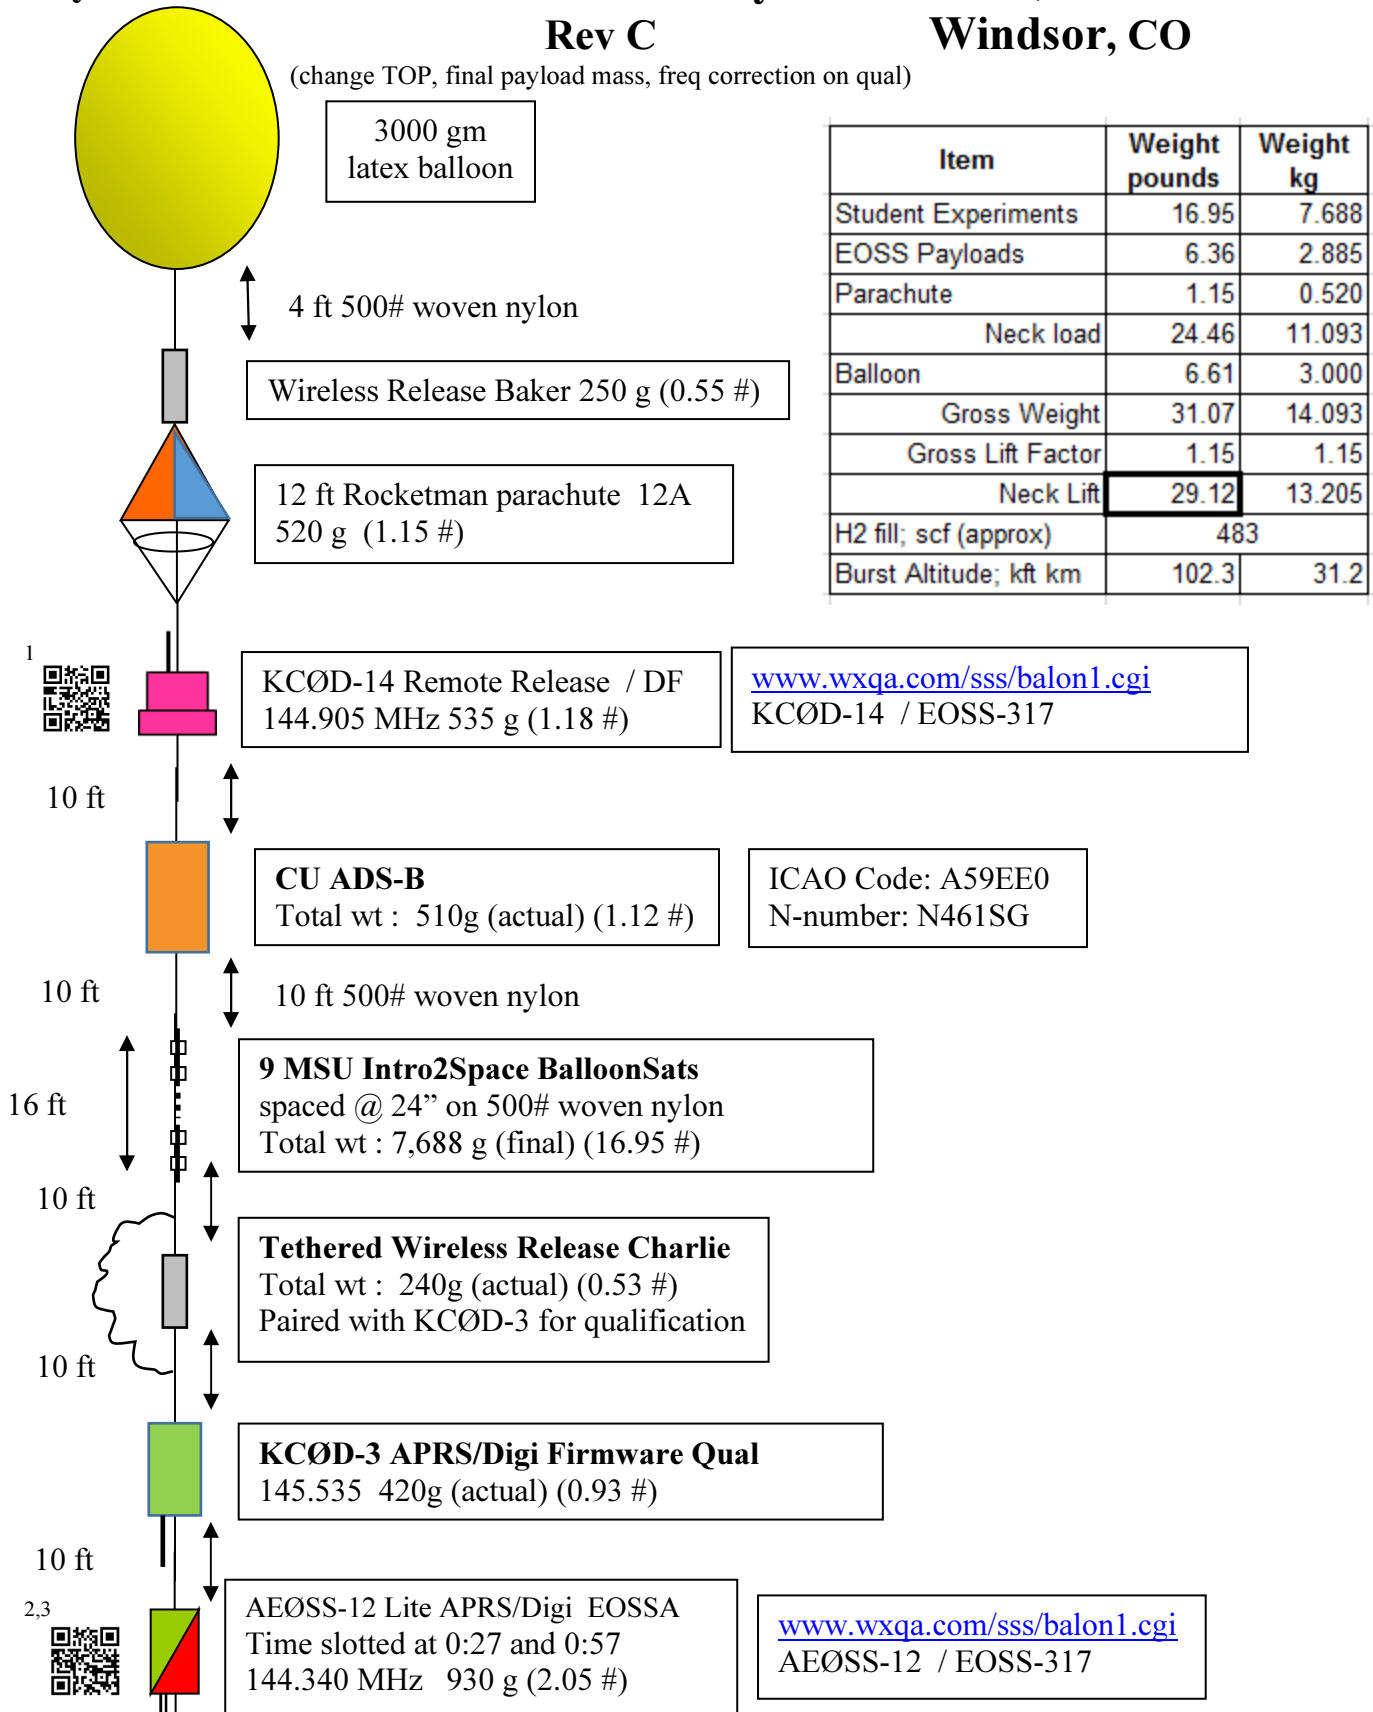 Rev C
Windsor, CO
(change TOP, final payload mass, freq correction on qual)
3000 gm
latex balloon
Item Weight pounds Weight kg
Student Experiments 16.95 7.688
EOSS Payloads 6.36 2.885
Parachute 1.15 0.520
Neck load 24.46 11.093
Balloon 6.61 3.000
Gross Weight 31.07 14.093
Gross Lift Factor 1.15 1.15
Neck Lift 29.12 13.205
H2 fill; scf (approx) 483
Burst Altitude; kft km 102.3 31.2
4 ft 500# woven nylon
Wireless Release Baker 250 g (0.55 #)
12 ft Rocketman parachute 12A
520 g (1.15 #)
1
KCØD-14 Remote Release / DF
144.905 MHz 535 g (1.18 #)
www.wxqa.com/sss/balon1.cgi
KCØD-14 / EOSS-317
10 ft
CU ADS-B
Total wt : 510g (actual) (1.12 #)
ICAO Code: A59EE0
N-number: N461SG
10 ft
10 ft 500# woven nylon
16 ft
9 MSU Intro2Space BalloonSats
spaced @ 24” on 500# woven nylon
Total wt : 7,688 g (final) (16.95 #)
10 ft
Tethered Wireless Release Charlie
Total wt : 240g (actual) (0.53 #)
Paired with KCØD-3 for qualification
10 ft
KCØD-3 APRS/Digi Firmware Qual
145.535 420g (actual) (0.93 #)
10 ft
2,3
AEØSS-12 Lite APRS/Digi EOSSA
Time slotted at 0:27 and 0:57
144.340 MHz 930 g (2.05 #)
www.wxqa.com/sss/balon1.cgi
AEØSS-12 / EOSS-317